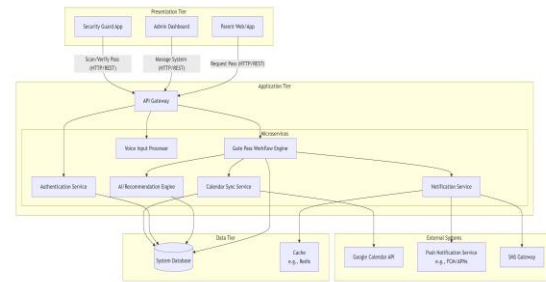 Presentation Tier
Security Guard App
Admin Dashboard
Parent Web/App
Scan/Verify Pass
(HTTP/REST)
Manage System
(HTTP/REST)
Request Pass (HTTP/REST)
Application Tier
API Gateway
Microservices
Voice Input Processor
Gate Pass Workflow Engine
Authentication Service
AI Recommendation Engine
Calendar Sync Service
Notification Service
Data Tier
External Systems
System Database
Cache
e.g., Redis
Google Calendar API
Push Notification Service
e.g., FCM/APNs
SMS Gateway